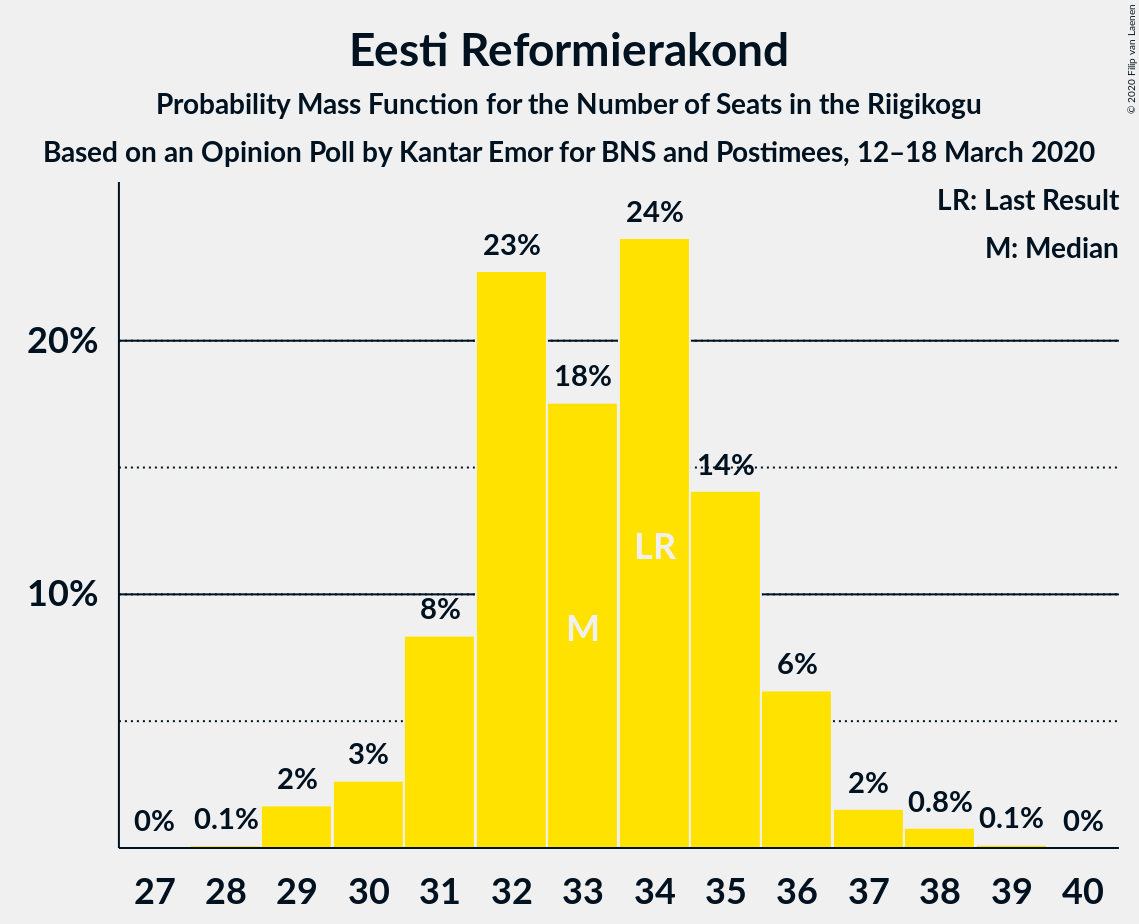 Eesti Reformierakond
Probability Mass Function for the Number of Seats in the Riigikogu
Based on an Opinion Poll by Kantar Emor for BNS and Postimees, 12–18 March 2020
© 2020 Filip van Laenen
LR: Last Result
M: Median
20%
10%
0%
0.1%
2%
3%
8%
23%
18%
24%
14%
6%
2%
0.8%
0.1%
0%
M
LR
27 28 29 30 31 32 33 34 35 36 37 38 39 40